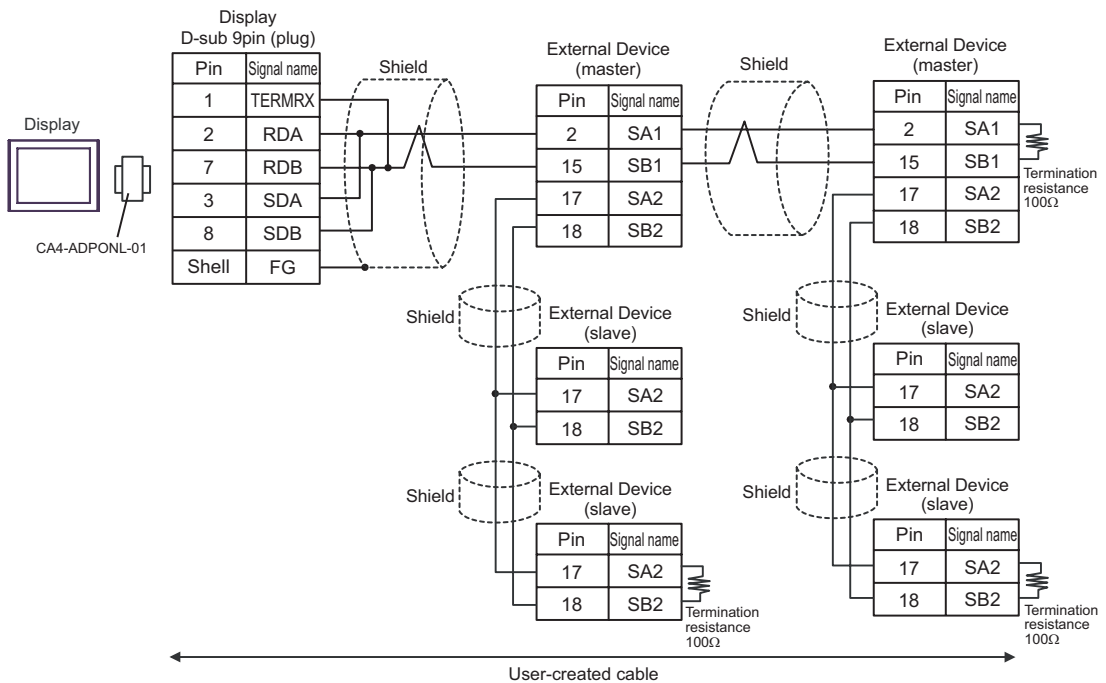 Display
D-sub 9pin (plug)
Pin Signal name
1 TERMRX
2 RDA
7 RDB
3 SDA
8 SDB
Shell FG
Display
CA4-ADPONL-01
Shield
External Device
(master)
Pin Signal name
2 SA1
15 SB1
17 SA2
18 SB2
Shield
External Device
(master)
Pin Signal name
2 SA1
15 SB1
17 SA2
18 SB2
Termination
resistance
100Ω
Shield
External Device
(slave)
Pin Signal name
17 SA2
18 SB2
Shield
External Device
(slave)
Pin Signal name
17 SA2
18 SB2
Shield
External Device
(slave)
Pin Signal name
17 SA2
18 SB2
Termination
resistance
100Ω
Shield
External Device
(slave)
Pin Signal name
17 SA2
18 SB2
Termination
resistance
100Ω
User-created cable